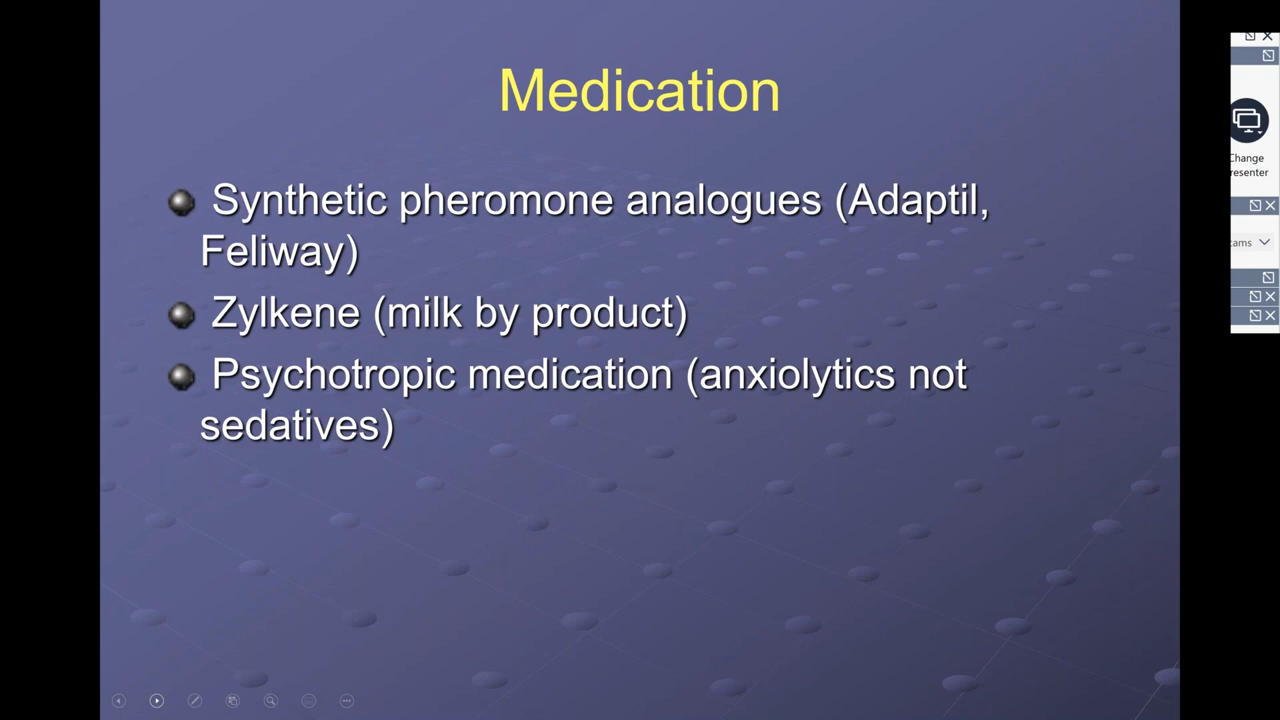 Medication
Synthetic pheromone analogues (Adaptil,
Feliway)
Zylkene (milk by product)
Psychotropic medication (anxiolytics not
sedatives)
Change
resenter
ams